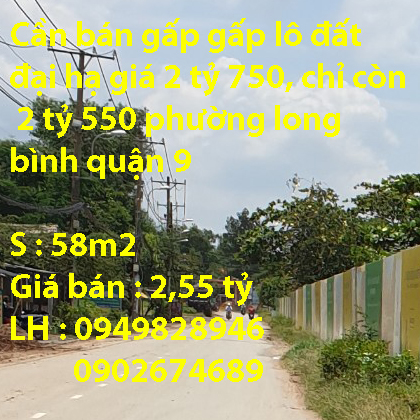 Cần bán gấp gấp lô đất
đại hạ giá 2 tỷ 750, chỉ còn
2 tỷ 550 phường long
bình quận 9
S : 58m2
Giá bán : 2,55 tỷ
LH : 0949828946
0902674689